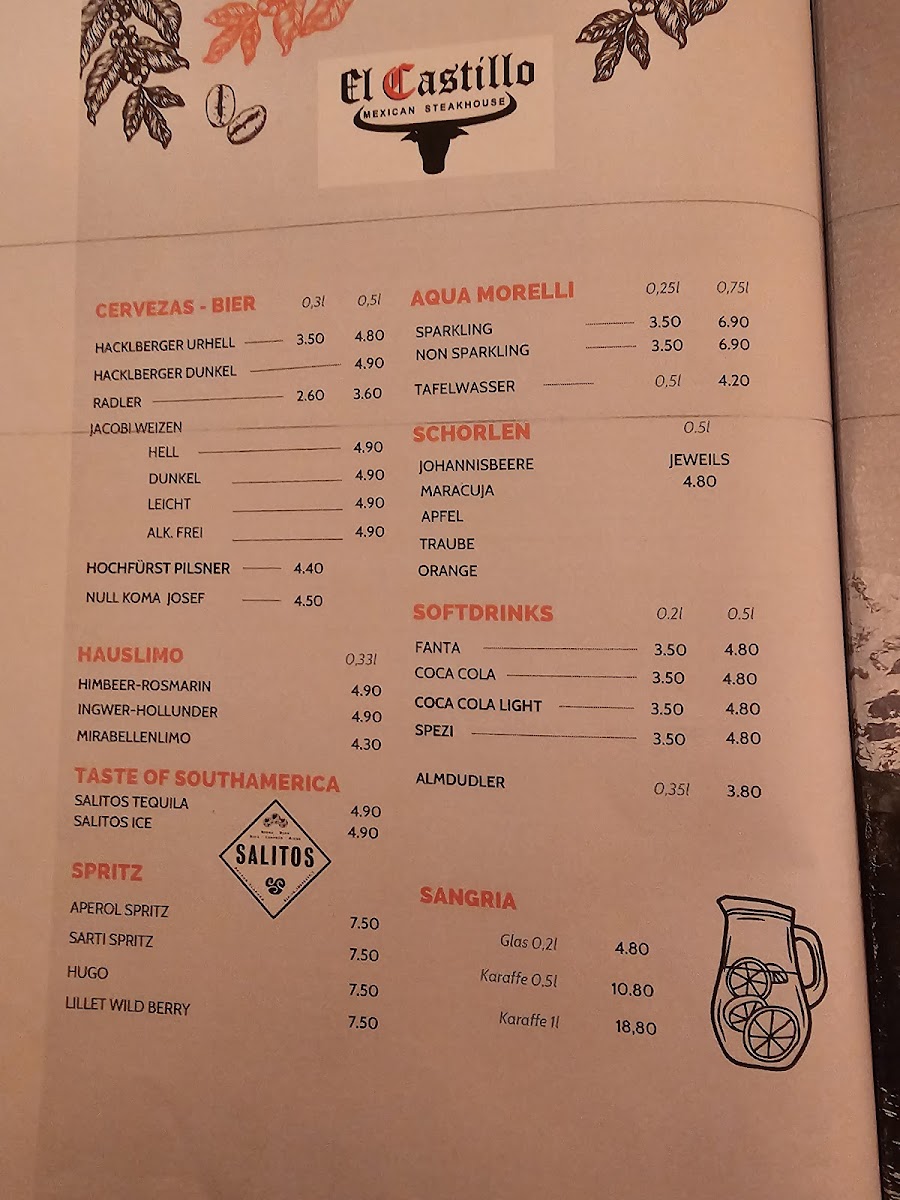 El Castillo
MEXICAN STEAKHOUSE
CERVEZAS - BIER 0,3l 0,5l
HACKLBERGER URHELL 3.50 4.80
HACKLBERGER DUNKEL 4.90
RADLER 2.60 3.60
JACOBI WEIZEN
HELL 4.90
DUNKEL 4.90
LEICHT 4.90
ALK. FREI 4.90
HOCHFÜRST PILSNER 4.40
NULL KOMA JOSEF 4.50
HAUSLIMO 0,33l
HIMBEER-ROSMARIN 4.90
INGWER-HOLLUNDER 4.90
MIRABELLENLIMO 4.30
TASTE OF SOUTHAMERICA
SALITOS TEQUILA 4.90
SALITOS ICE 4.90
SALITOS
SPRITZ
APEROL SPRITZ 7.50
SARTI SPRITZ 7.50
HUGO 7.50
LILLET WILD BERRY 7.50
AQUA MORELLI 0,25l 0,75l
SPARKLING 3.50 6.90
NON SPARKLING 3.50 6.90
TAFELWASSER 0,5l 4.20
SCHORLEN 0.5l
JOHANNISBEERE JEWEILS
MARACUJA 4.80
APFEL
TRAUBE
ORANGE
SOFTDRINKS 0.2l 0.5l
FANTA 3.50 4.80
COCA COLA 3.50 4.80
COCA COLA LIGHT 3.50 4.80
SPEZI 3.50 4.80
ALMDUDLER 0,35l 3.80
SANGRIA
Glas 0,2l 4.80
Karaffe 0.5l 10.80
Karaffe 1l 18,80